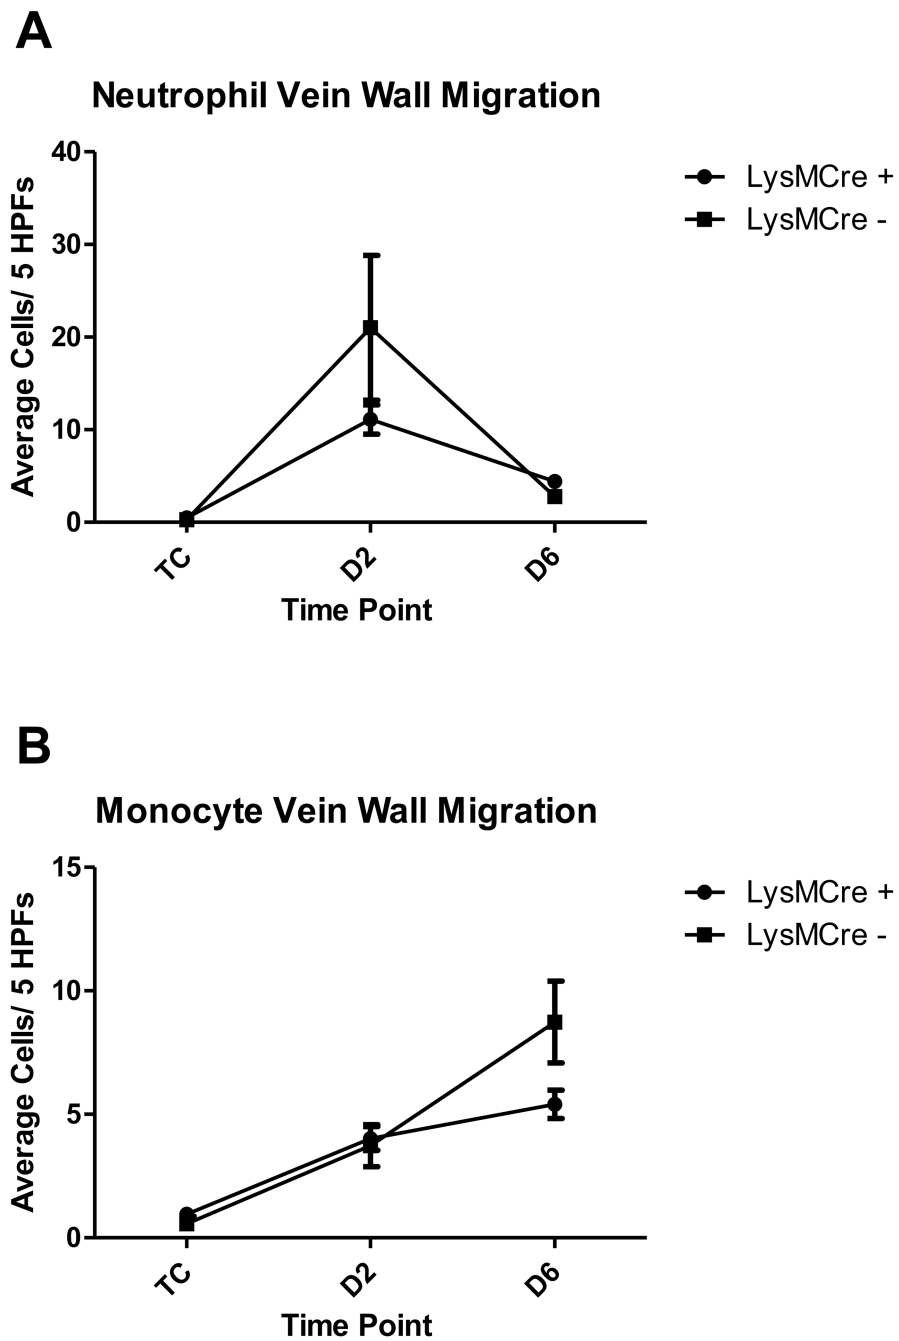 A
Neutrophil Vein Wall Migration
Average Cells/ 5 HPFs
40
30
20
10
0
TC
D2
D6
Time Point
LysMCre +
LysMCre -
B
Monocyte Vein Wall Migration
Average Cells/ 5 HPFs
15
10
5
0
TC
D2
D6
Time Point
LysMCre +
LysMCre -